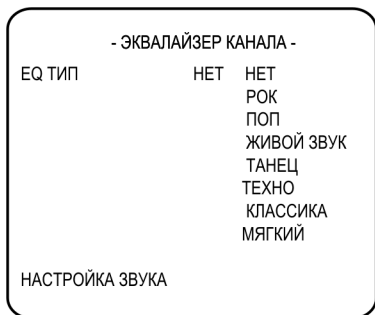 - ЭКВАЛАЙЗЕР КАНАЛА -
EQ ТИП НЕТ НЕТ
РОК
ПОП
ЖИВОЙ ЗВУК
ТАНЕЦ
ТЕХНО
КЛАССИКА
МЯГКИЙ
НАСТРОЙКА ЗВУКА